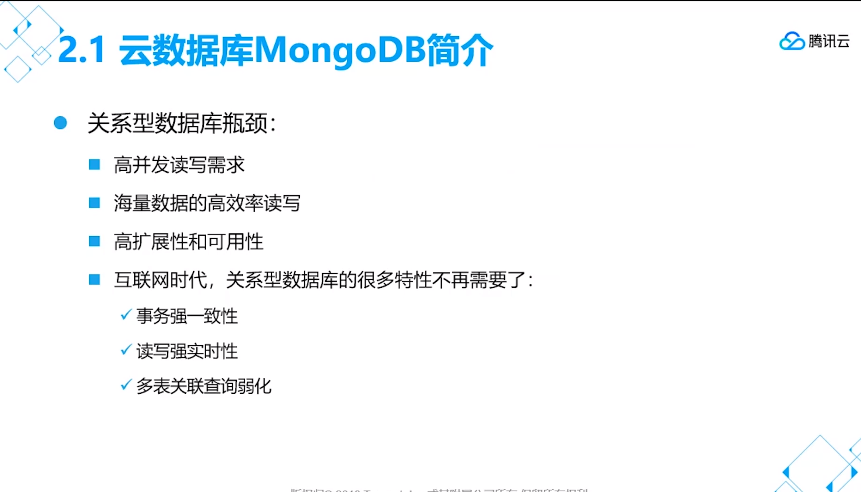 2.1 云数据库MongoDB简介
腾讯云
关系型数据库瓶颈：
高并发读写需求
海量数据的高效率读写
高扩展性和可用性
互联网时代，关系型数据库的很多特性不再需要了：
事务强一致性
读写强实时性
多表关联查询弱化